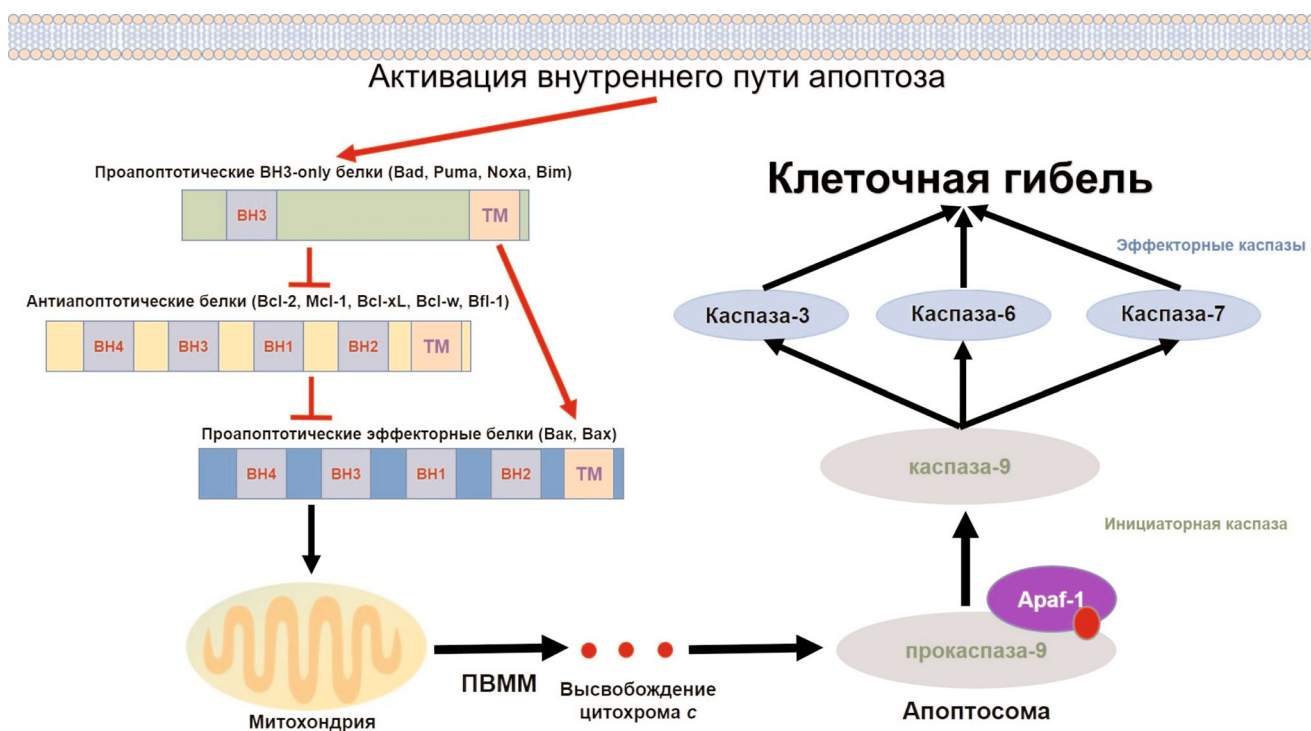 Активация внутреннего пути апоптоза
Проапоптотические BH3-only белки (Bad, Puma, Noxa, Bim)
BH3
TM
Антиапоптотические белки (Bcl-2, Mcl-1, Bcl-xL, Bcl-w, Bfl-1)
BH4 BH3 BH1 BH2 TM
Проапоптотические эффекторные белки (Bак, Bax)
BH4 BH3 BH1 BH2 TM
Митохондрия
ПВММ
Высвобождение
цитохрома с
Апоптосома
прокаспаза-9
Apaf-1
Инициаторная каспаза
каспаза-9
Каспаза-3 Каспаза-6 Каспаза-7
Эффекторные каспазы
Клеточная гибель